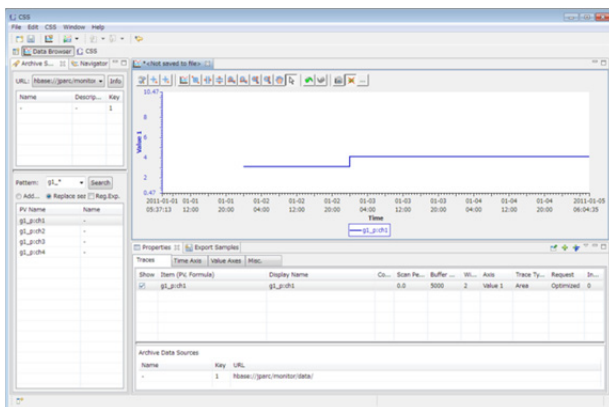 CSS
File Edit CSS Window Help
Data Browser CSS
Archive S... Navigator
*<Not saved to file>
URL: hbase://jparc/monitor Info
Name Descrip... Key
- - 1
Pattern: g1_* Search
Add... Replace sea Reg.Exp.
PV Name Name
g1_p:ch1 -
g1_p:ch2 -
g1_p:ch3 -
g1_p:ch4 -
10.47
8
6
4
2
0.47
Value 1
2011-01-01 01-01 01-01 01-02 01-02 01-02 01-03 01-03 01-03 01-04 01-04 01-04 2011-01-05
05:37:13 12:00 20:00 04:00 12:00 20:00 04:00 12:00 20:00 04:00 12:00 20:00 06:04:35
Time
g1_p:ch1
Properties Export Samples
Traces Time Axis Value Axes Misc.
Show Item (PV, Formula) Display Name Co... Scan Pe... Buffer ... Wi... Axis Trace Ty... Request In...
g1_p:ch1 g1_p:ch1 0.0 5000 2 Value 1 Area Optimized 0
Archive Data Sources
Name Key URL
- 1 hbase://jparc/monitor/data/